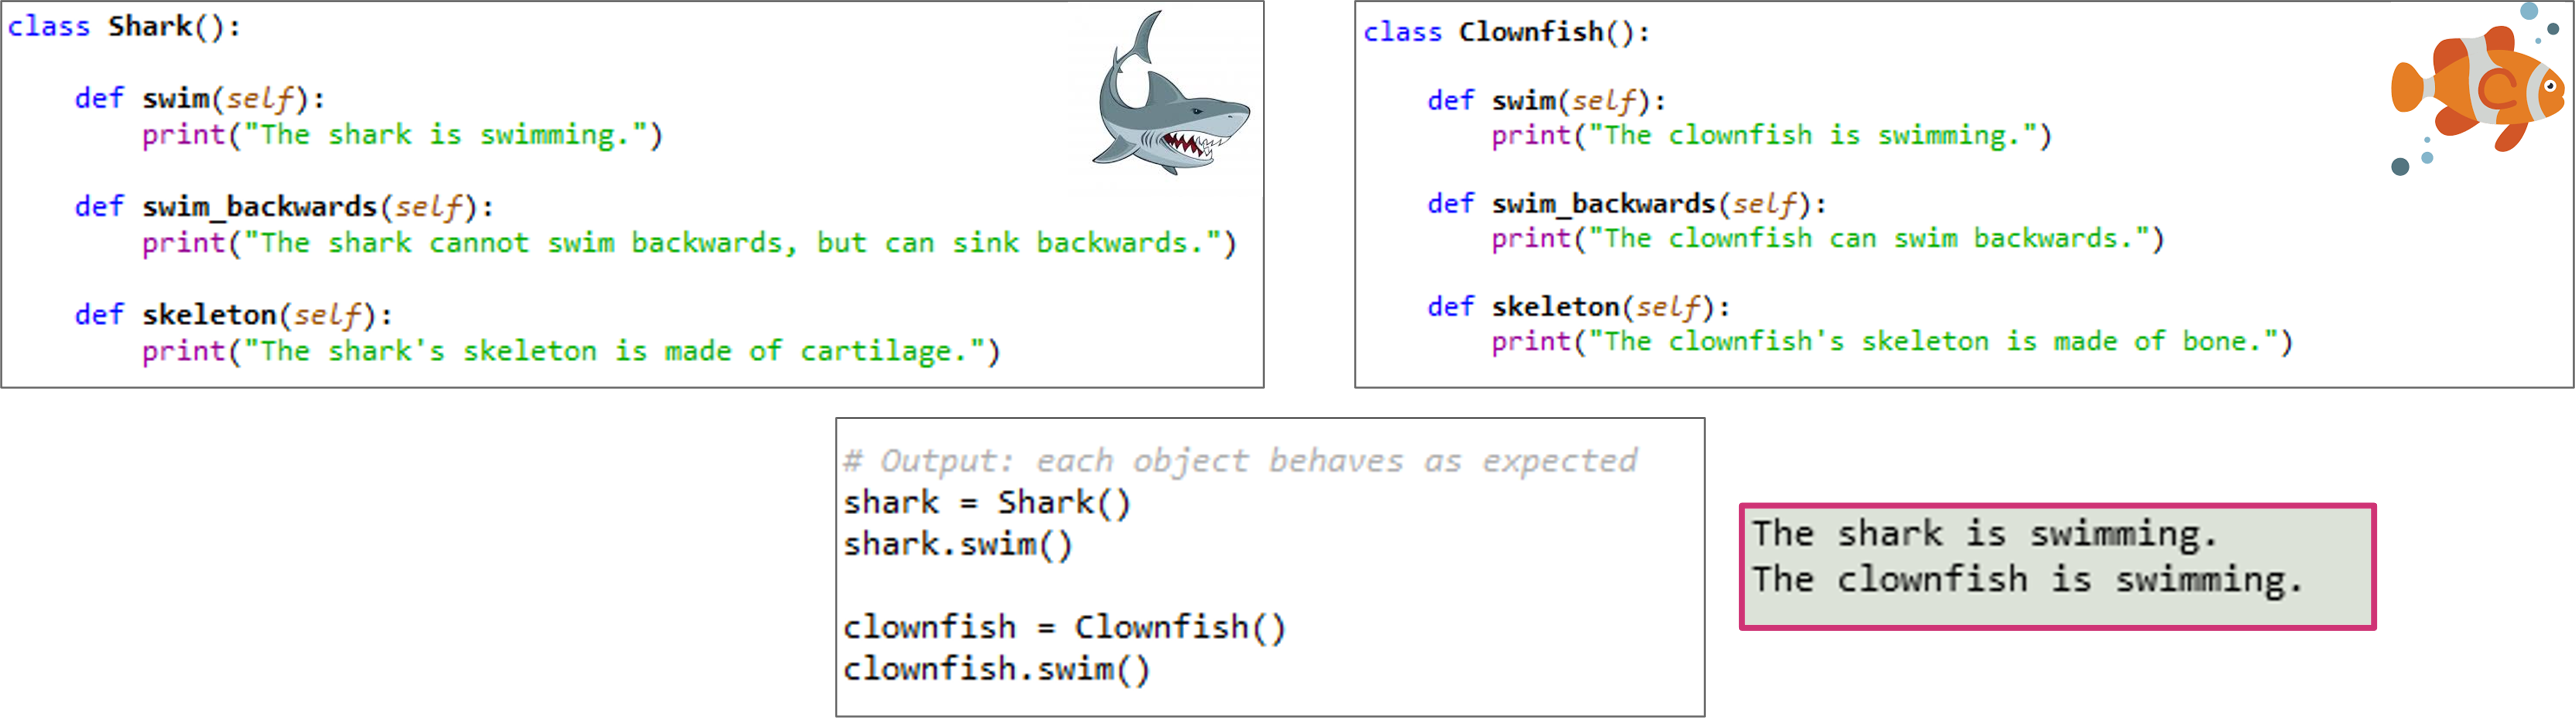 class Shark():
def swim(self):
print("The shark is swimming.")
def swim_backwards(self):
print("The shark cannot swim backwards, but can sink backwards.")
def skeleton(self):
print("The shark's skeleton is made of cartilage.")
class Clownfish():
def swim(self):
print("The clownfish is swimming.")
def swim_backwards(self):
print("The clownfish can swim backwards.")
def skeleton(self):
print("The clownfish's skeleton is made of bone.")
# Output: each object behaves as expected
shark = Shark()
shark.swim()
clownfish = Clownfish()
clownfish.swim()
The shark is swimming.
The clownfish is swimming.